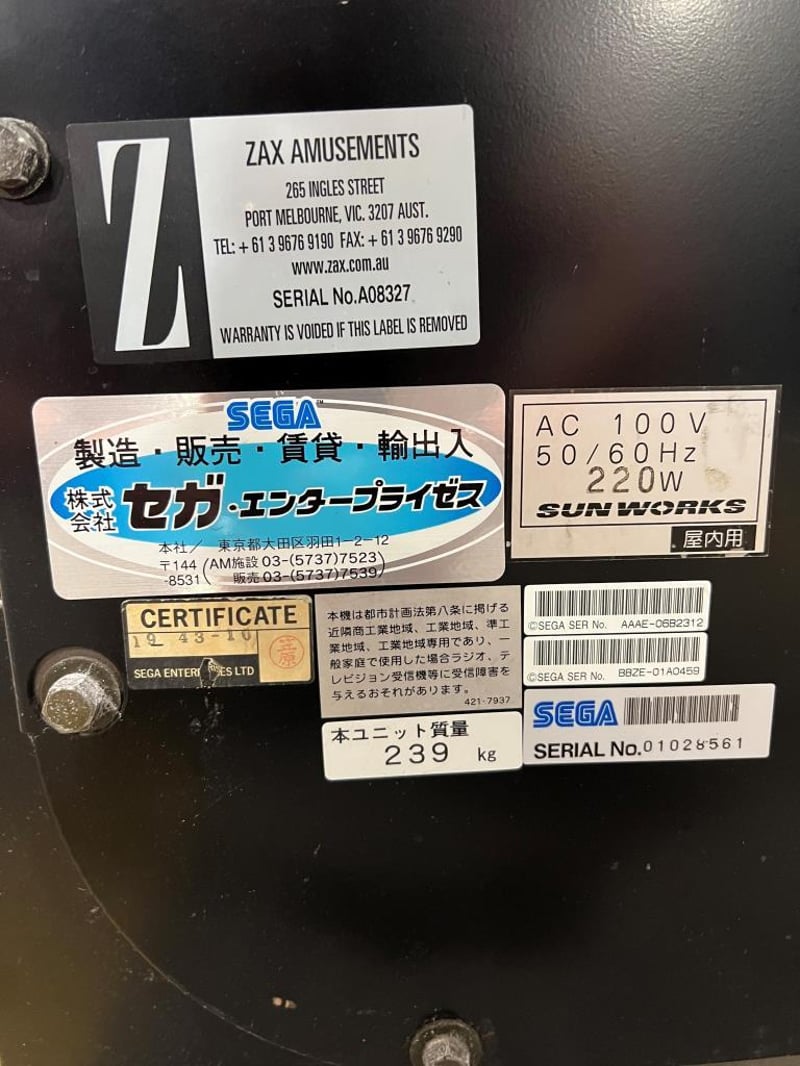 Z
ZAX AMUSEMENTS
265 INGLES STREET
PORT MELBOURNE, VIC. 3207 AUST.
TEL: + 61 3 9676 9190 FAX: + 61 3 9676 9290
www.zax.com.au
SERIAL No.A08327
WARRANTY IS VOIDED IF THIS LABEL IS REMOVED
SEGA™
製造・販売・賃貸・輸出入
株式会社 セガ・エンタープライゼス
本社/ 東京都大田区羽田1-2-12
〒144-8531 (AM施設 03-(5737)7523
販売 03-(5737)7539)
AC 100V
50/60Hz
220W
SUN WORKS
屋内用
CERTIFICATE
19 43-10
SEGA ENTERPRISES LTD
本機は都市計画法第八条に掲げる
近隣商工業地域、工業地域、準工
業地域、工業地域専用であり、一
般家庭で使用した場合ラジオ、テ
レビジョン受信機等に受信障害を
与えるおそれがあります。
421-7937
本ユニット質量
239 kg
©SEGA SER No. AAAE-06B2312
©SEGA SER No. BBZE-01A0459
SEGA
SERIAL No.01028561